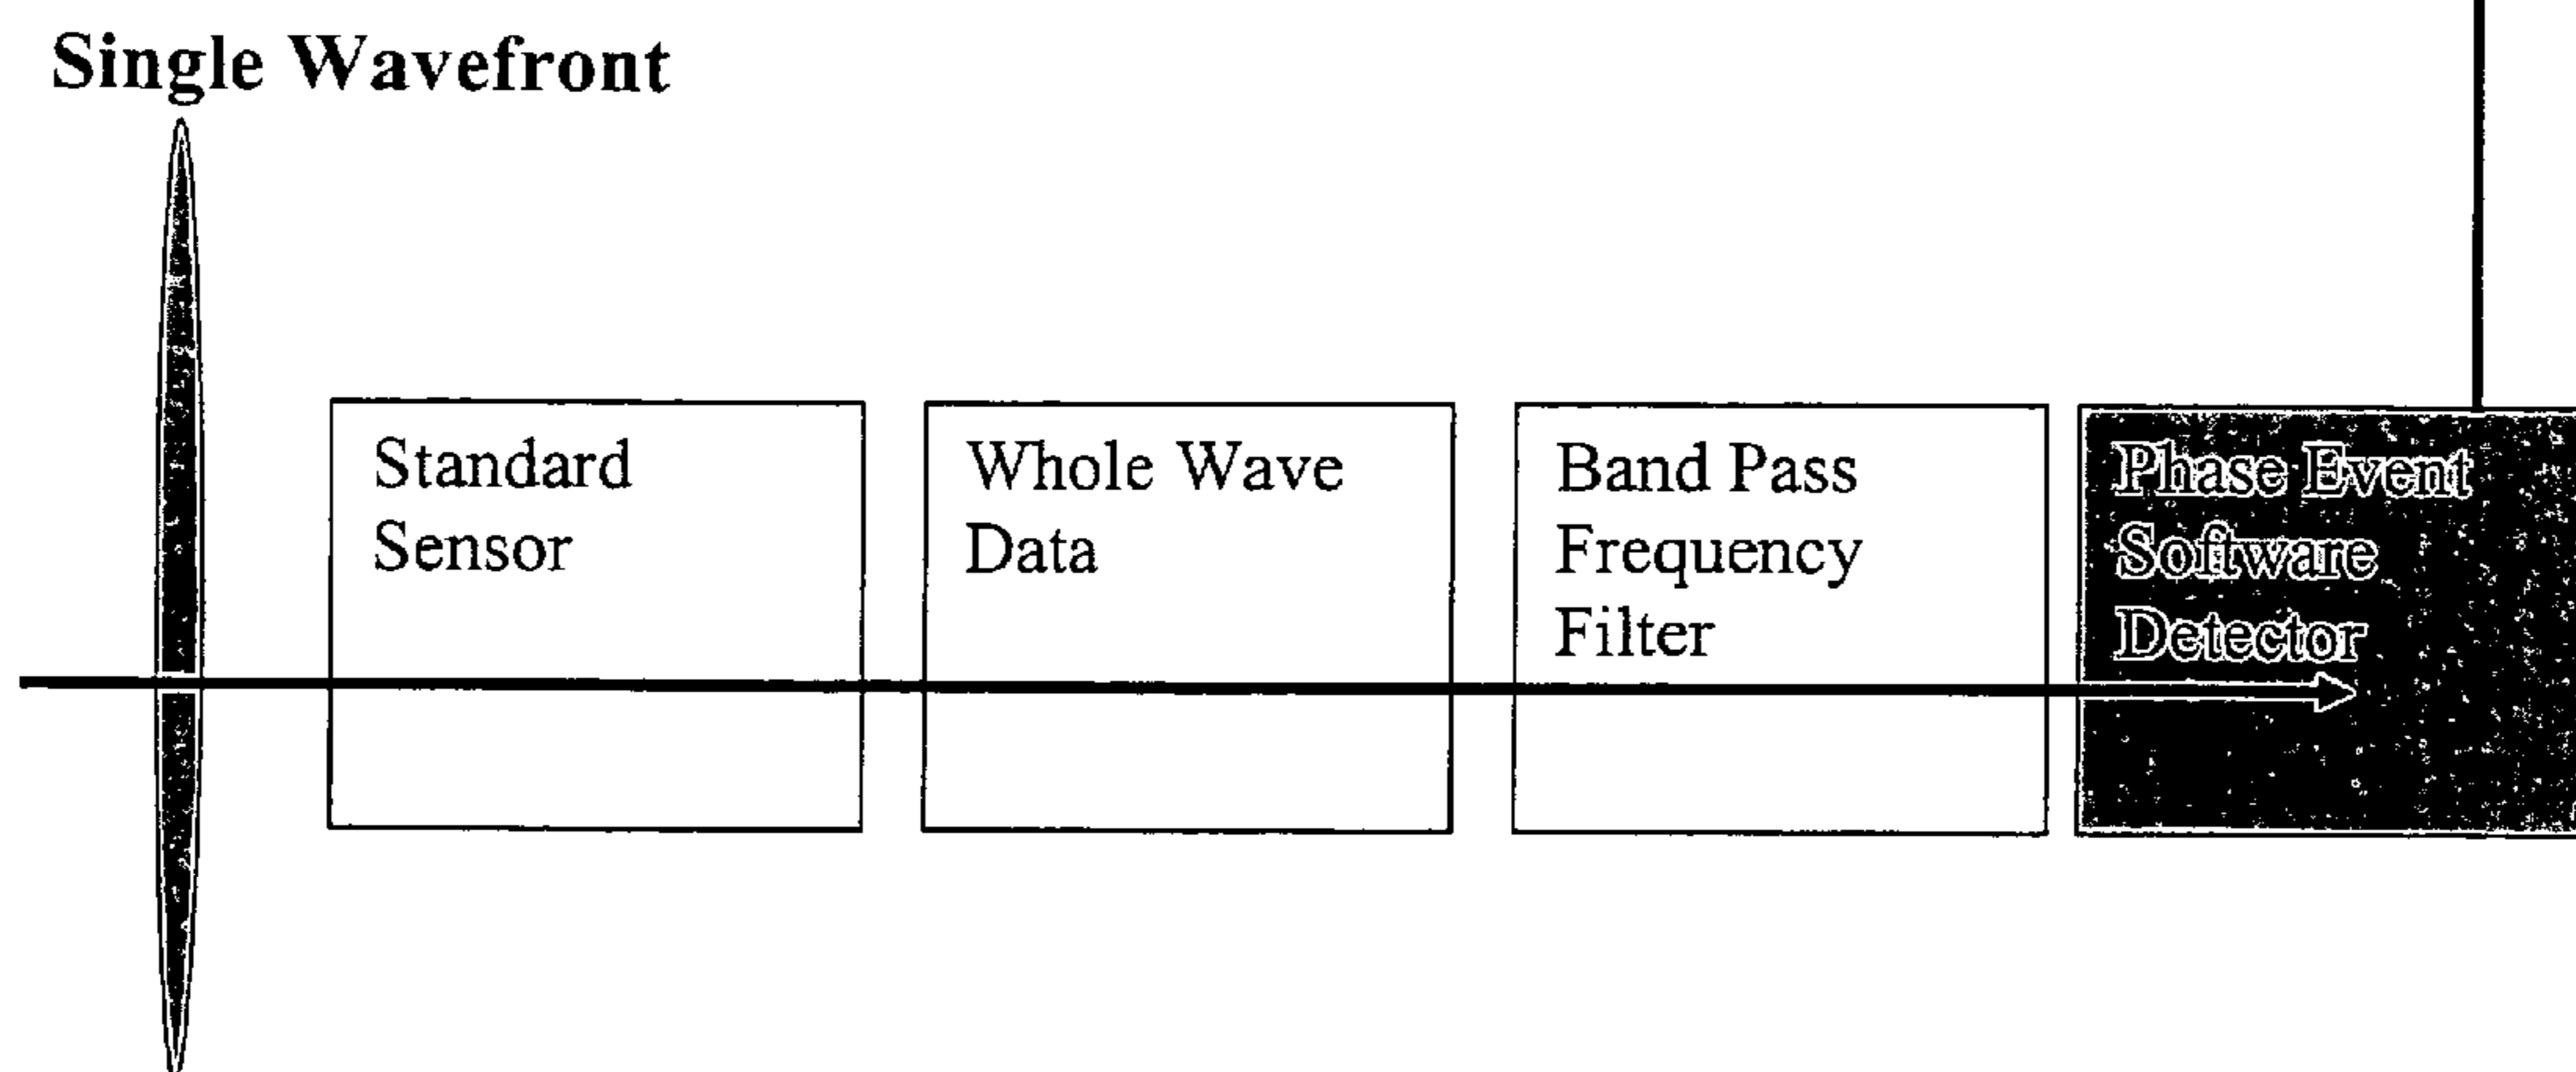 Single Wavefront
Standard
Sensor
Whole Wave
Data
Band Pass
Frequency
Filter
Phase Event
Software
Detector